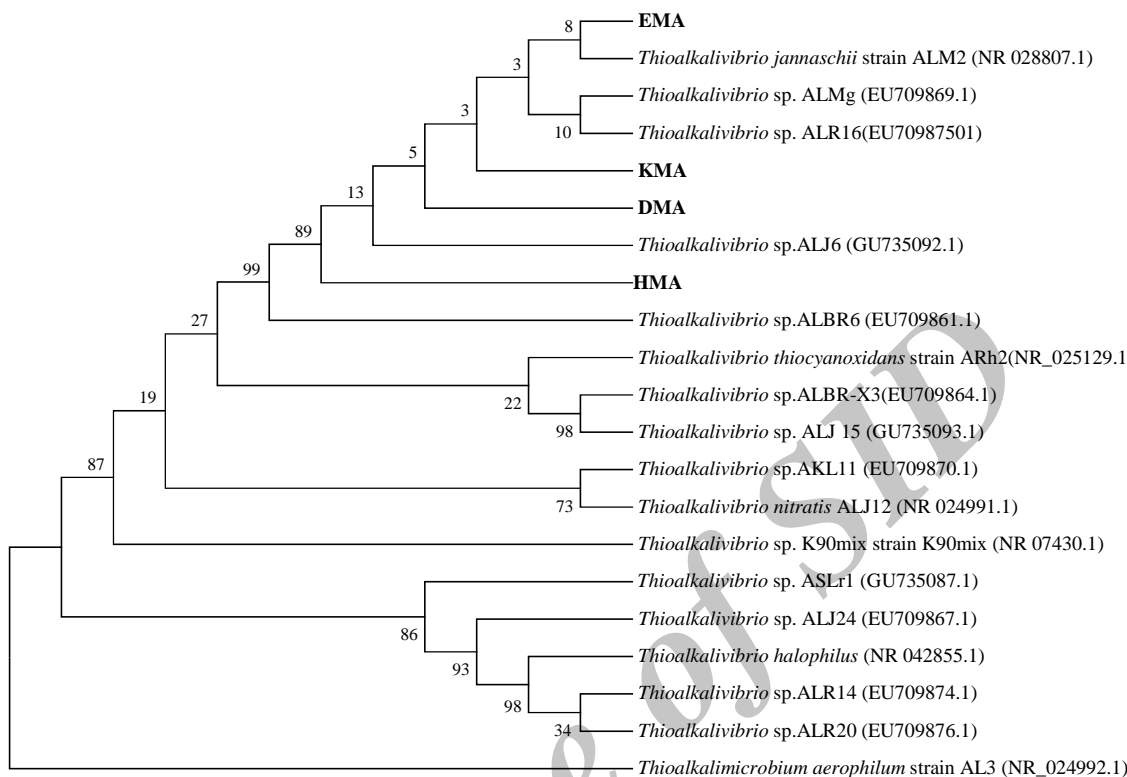 EMA
8
Thioalkalivibrio jannaschii strain ALM2 (NR 028807.1)
3
Thioalkalivibrio sp. ALMg (EU709869.1)
3
10
Thioalkalivibrio sp. ALR16(EU70987501)
5
KMA
13
DMA
89
Thioalkalivibrio sp.ALJ6 (GU735092.1)
99
HMA
27
Thioalkalivibrio sp.ALBR6 (EU709861.1)
Thioalkalivibrio thiocyanoxidans strain ARh2(NR_025129.1
19
22
Thioalkalivibrio sp.ALBR-X3(EU709864.1)
98
Thioalkalivibrio sp. ALJ 15 (GU735093.1)
87
Thioalkalivibrio sp.AKL11 (EU709870.1)
73
Thioalkalivibrio nitratis ALJ12 (NR 024991.1)
Thioalkalivibrio sp. K90mix strain K90mix (NR 07430.1)
Thioalkalivibrio sp. ASLr1 (GU735087.1)
86
Thioalkalivibrio sp. ALJ24 (EU709867.1)
93
Thioalkalivibrio halophilus (NR 042855.1)
98
Thioalkalivibrio sp.ALR14 (EU709874.1)
34
Thioalkalivibrio sp.ALR20 (EU709876.1)
Thioalkalimicrobium aerophilum strain AL3 (NR_024992.1)
e of SID